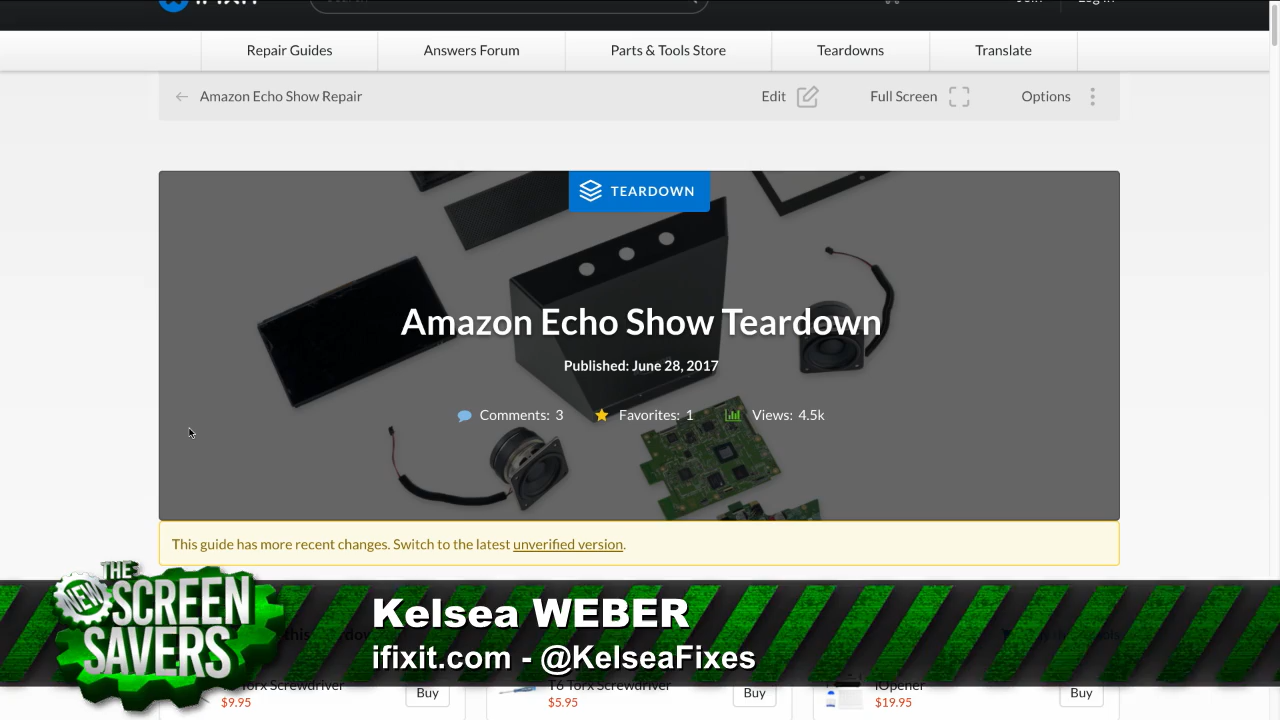 Repair Guides
Answers Forum
Parts & Tools Store
Teardowns
Translate
← Amazon Echo Show Repair
Edit
Full Screen
Options
TEARDOWN
Amazon Echo Show Teardown
Published: June 28, 2017
Comments: 3
Favorites: 1
Views: 4.5k
This guide has more recent changes. Switch to the latest unverified version.
THE
NEW
SCREEN
SAVERS
Kelsea WEBER
ifixit.com - @KelseaFixes
Torx Screwdriver
$9.95
Buy
T6 Torx Screwdriver
$5.95
Buy
iOpener
$19.95
Buy